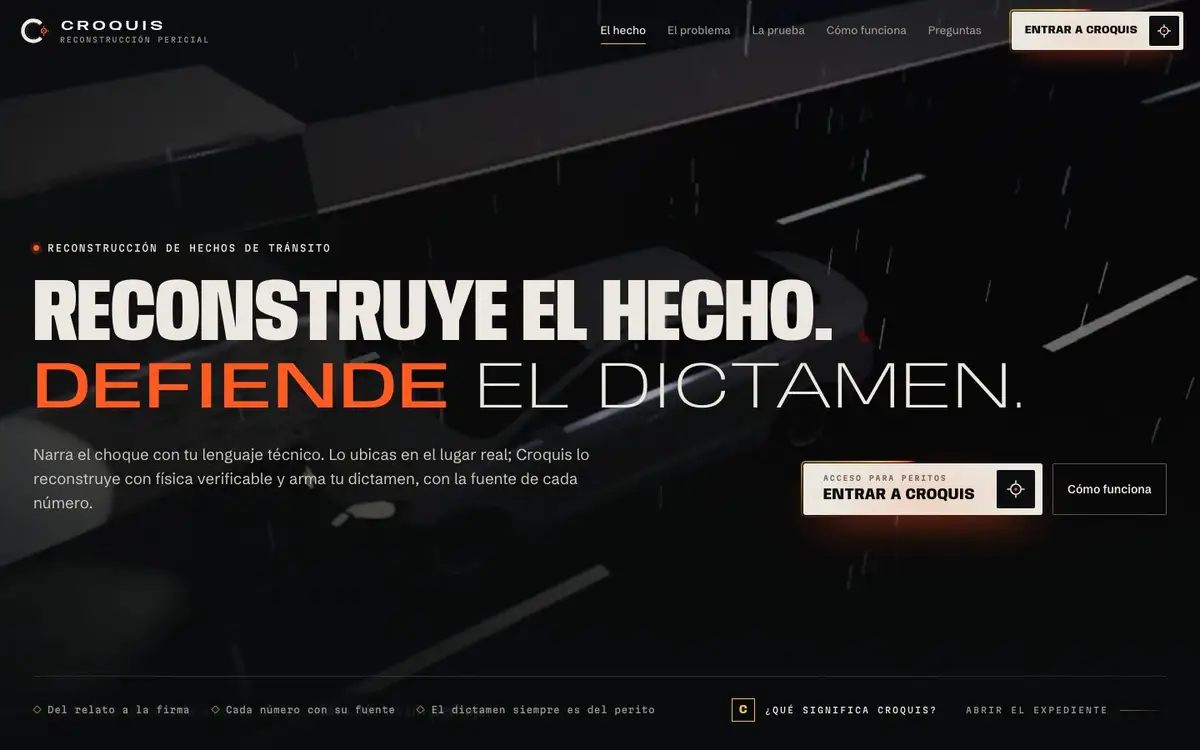 CROQUIS
RECONSTRUCCIÓN PERICIAL
El hecho
El problema
La prueba
Cómo funciona
Preguntas
ENTRAR A CROQUIS
RECONSTRUCCIÓN DE HECHOS DE TRÁNSITO
RECONSTRUYE EL HECHO.
DEFIENDE EL DICTAMEN.
Narra el choque con tu lenguaje técnico. Lo ubicas en el lugar real; Croquis lo
reconstruye con física verificable y arma tu dictamen, con la fuente de cada
número.
ACCESO PARA PERITOS
ENTRAR A CROQUIS
Cómo funciona
Del relato a la firma
Cada número con su fuente
El dictamen siempre es del perito
C
¿QUÉ SIGNIFICA CROQUIS?
ABRIR EL EXPEDIENTE